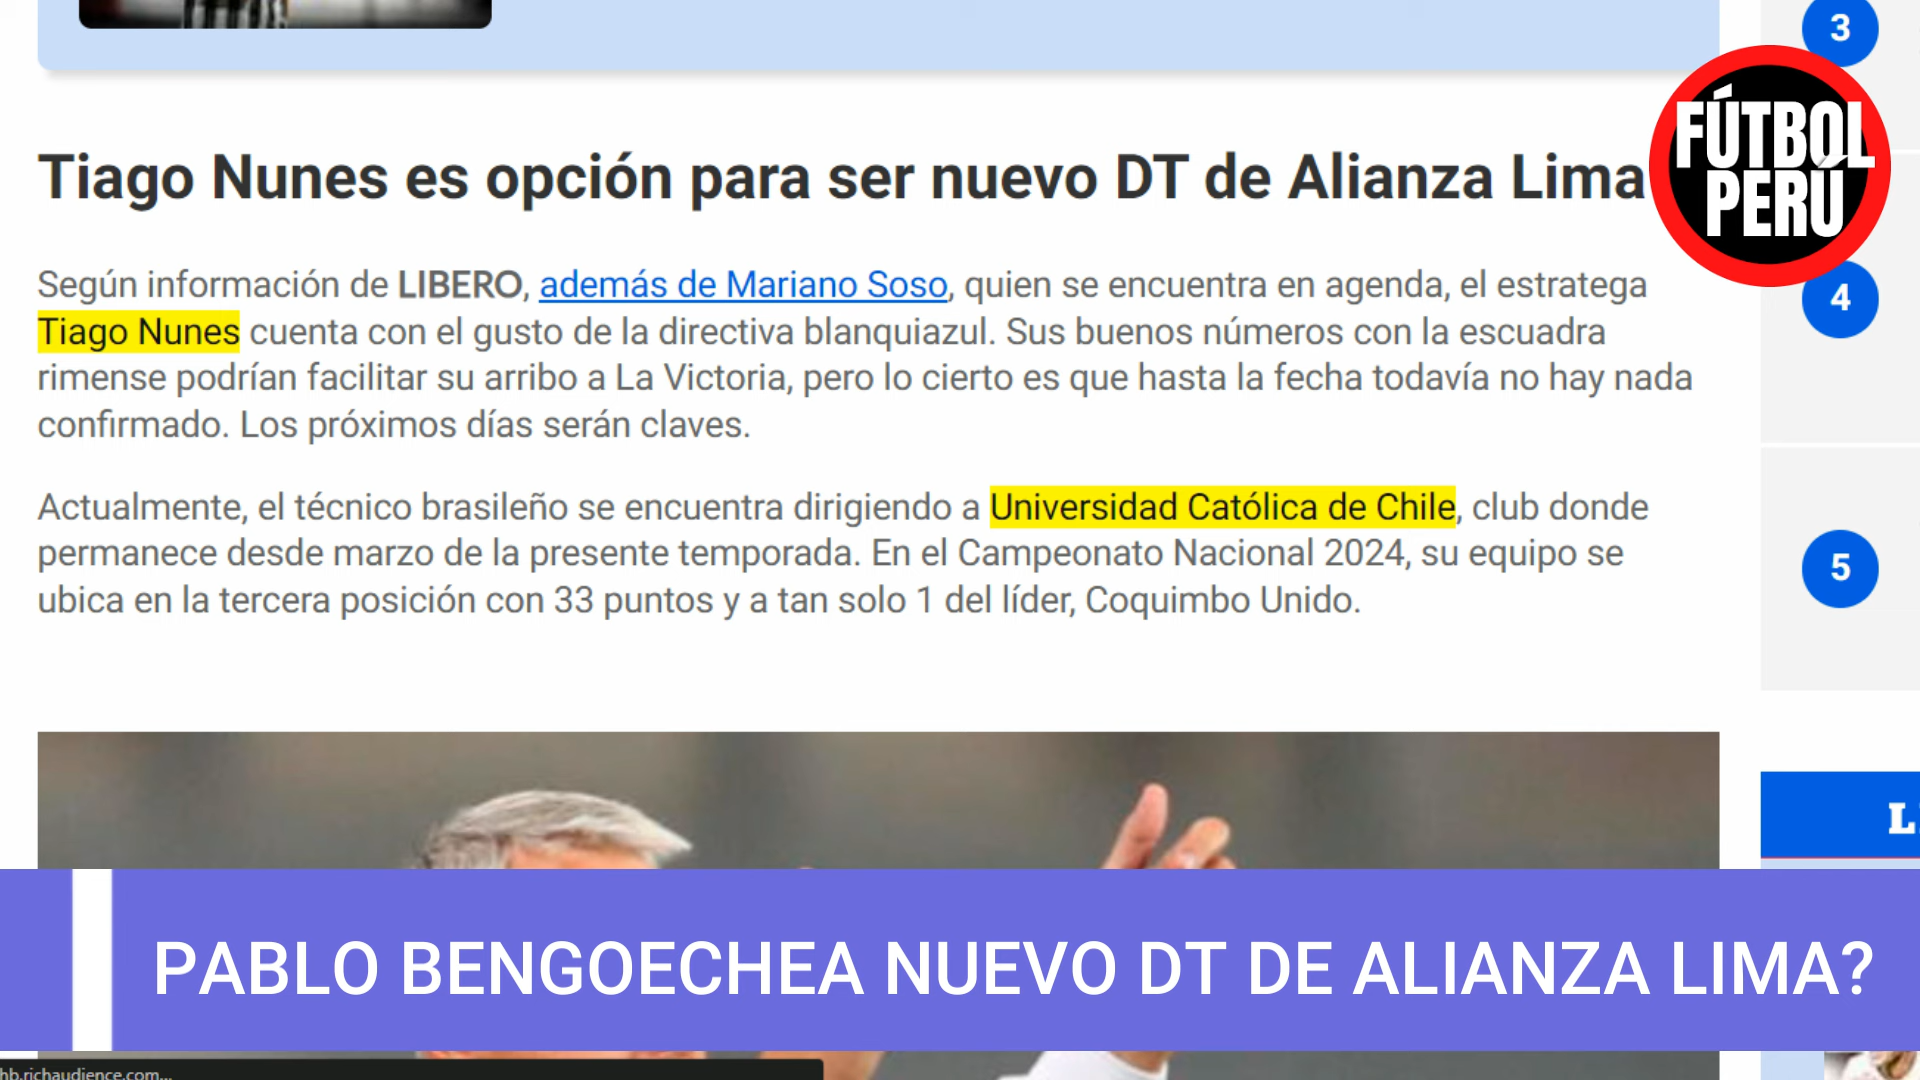 3
FÚTBOL
PERÚ
Tiago Nunes es opción para ser nuevo DT de Alianza Lima
Según información de LIBERO, además de Mariano Soso, quien se encuentra en agenda, el estratega
Tiago Nunes cuenta con el gusto de la directiva blanquiazul. Sus buenos números con la escuadra
rimense podrían facilitar su arribo a La Victoria, pero lo cierto es que hasta la fecha todavía no hay nada
confirmado. Los próximos días serán claves.
4
Actualmente, el técnico brasileño se encuentra dirigiendo a Universidad Católica de Chile, club donde
permanece desde marzo de la presente temporada. En el Campeonato Nacional 2024, su equipo se
ubica en la tercera posición con 33 puntos y a tan solo 1 del líder, Coquimbo Unido.
5
L
PABLO BENGOECHEA NUEVO DT DE ALIANZA LIMA?
hb.richaudience.com...